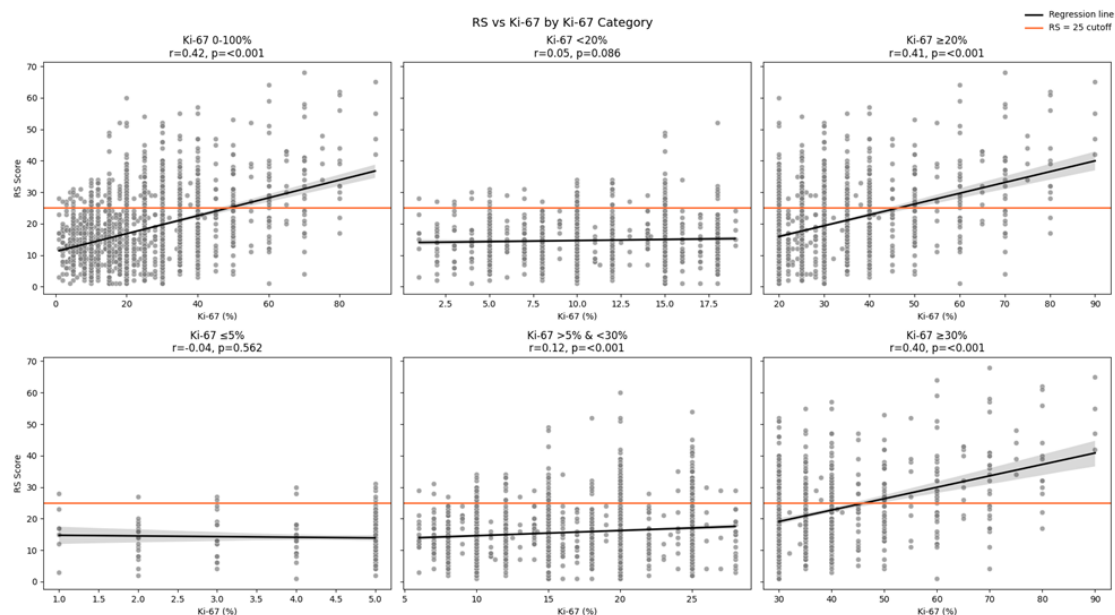 RS vs Ki-67 by Ki-67 Category
Regression line
RS = 25 cutoff
Ki-67 0-100%
r=0.42, p=<0.001
Ki-67 <20%
r=0.05, p=0.086
Ki-67 ≥20%
r=0.41, p=<0.001
70
60
50
40
30
20
10
0
RS Score
0 20 40 60 80
Ki-67 (%)
2.5 5.0 7.5 10.0 12.5 15.0 17.5
Ki-67 (%)
20 30 40 50 60 70 80 90
Ki-67 (%)
Ki-67 ≤5%
r=-0.04, p=0.562
Ki-67 >5% & <30%
r=0.12, p=<0.001
Ki-67 ≥30%
r=0.40, p=<0.001
70
60
50
40
30
20
10
0
RS Score
1.0 1.5 2.0 2.5 3.0 3.5 4.0 4.5 5.0
Ki-67 (%)
5 10 15 20 25
Ki-67 (%)
30 40 50 60 70 80 90
Ki-67 (%)